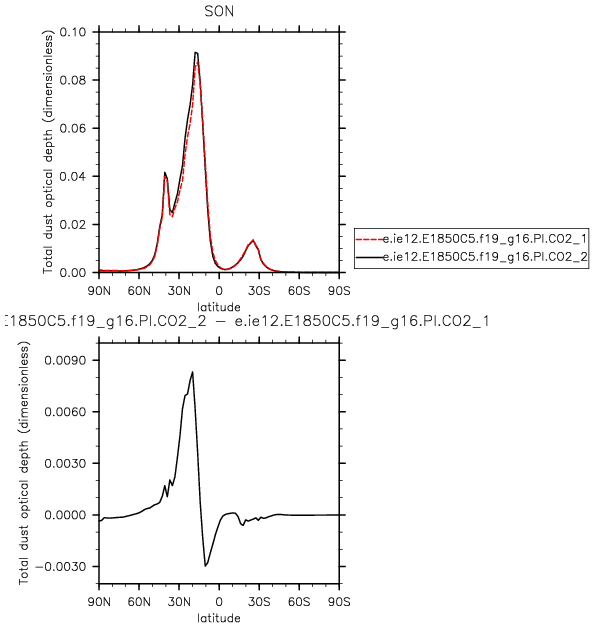 SON
Total dust optical depth (dimensionless)
0.10
0.08
0.06
0.04
0.02
0.00
90N 60N 30N 0 30S 60S 90S
latitude
e.ie12.E1850C5.f19_g16.PI.CO2_1
e.ie12.E1850C5.f19_g16.PI.CO2_2
E1850C5.f19_g16.PI.CO2_2 − e.ie12.E1850C5.f19_g16.PI.CO2_1
Total dust optical depth (dimensionless)
0.0090
0.0060
0.0030
0.0000
−0.0030
90N 60N 30N 0 30S 60S 90S
latitude